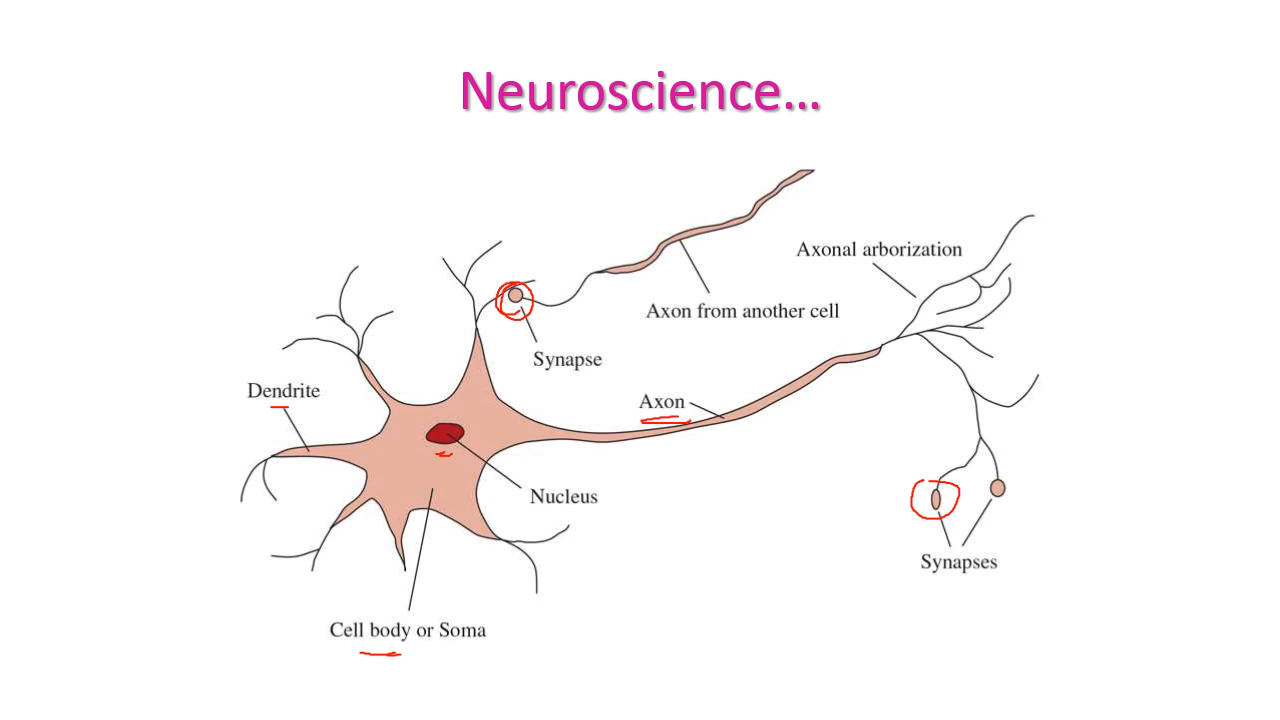 Neuroscience…
Axonal arborization
Axon from another cell
Synapse
Dendrite
Axon
Nucleus
Synapses
Cell body or Soma